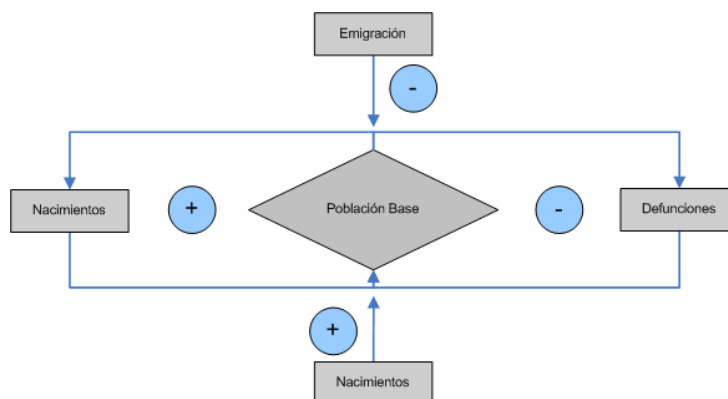 Emigración
-
Nacimientos
+
Población Base
-
Defunciones
+
Nacimientos